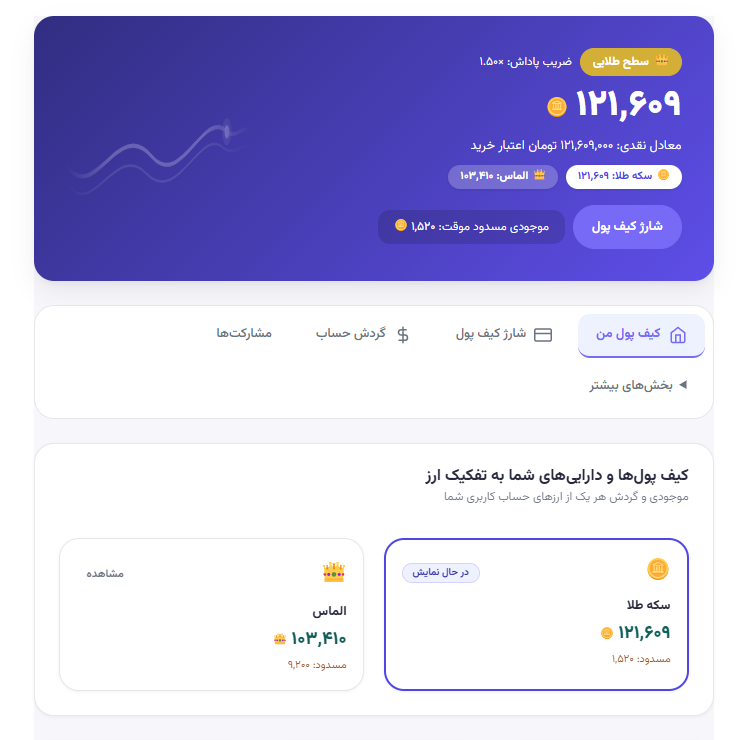 سطح طلایی ضریب پاداش: ×۱.۵۰
۱۲۱,۶۰۹
معادل نقدی: ۱۲۱,۶۰۹,۰۰۰ تومان اعتبار خرید
سکه طلا: ۱۲۱,۶۰۹ الماس: ۱۰۳,۴۱۰
شارژ کیف پول موجودی مسدود موقت: ۱,۵۲۰
کیف پول من شارژ کیف پول گردش حساب مشارکت‌ها
◀ بخش‌های بیشتر
کیف پول‌ها و دارایی‌های شما به تفکیک ارز
موجودی و گردش هر یک از ارزهای حساب کاربری شما
در حال نمایش
سکه طلا
۱۲۱,۶۰۹
مسدود: ۱,۵۲۰
مشاهده
الماس
۱۰۳,۴۱۰
مسدود: ۹,۲۰۰